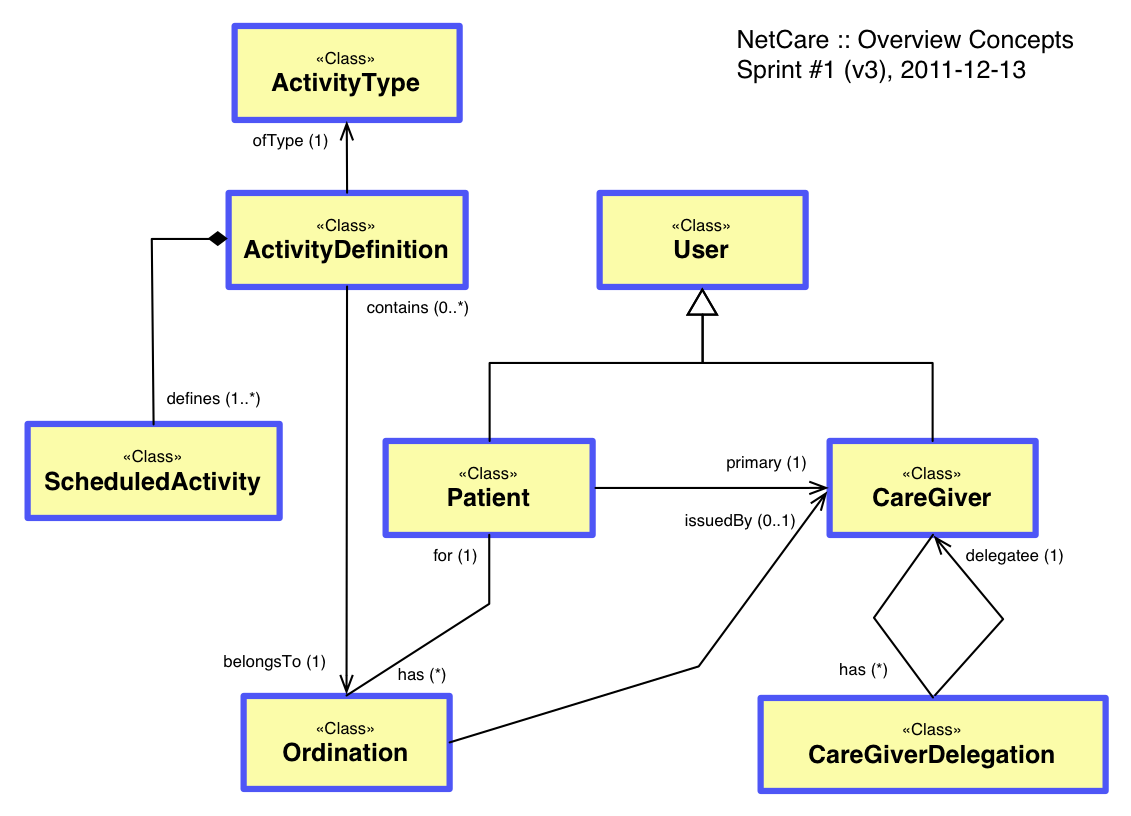 NetCare :: Overview Concepts
Sprint #1 (v3), 2011-12-13
«Class»
ActivityType
ofType (1)
«Class»
ActivityDefinition
«Class»
User
contains (0..*)
defines (1..*)
«Class»
ScheduledActivity
«Class»
Patient
primary (1)
«Class»
CareGiver
issuedBy (0..1)
for (1)
delegatee (1)
belongsTo (1)
has (*)
has (*)
«Class»
Ordination
«Class»
CareGiverDelegation